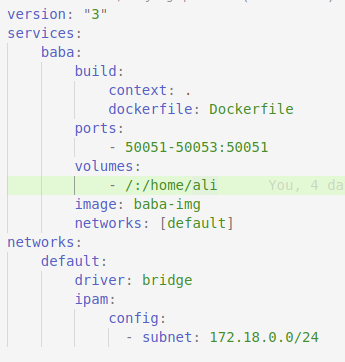 version: "3"
services:
    baba:
        build:
            context: .
            dockerfile: Dockerfile
        ports:
            - 50051-50053:50051
        volumes:
            - /:/home/ali      You, 4 da
        image: baba-img
        networks: [default]
networks:
    default:
        driver: bridge
        ipam:
            config:
              - subnet: 172.18.0.0/24